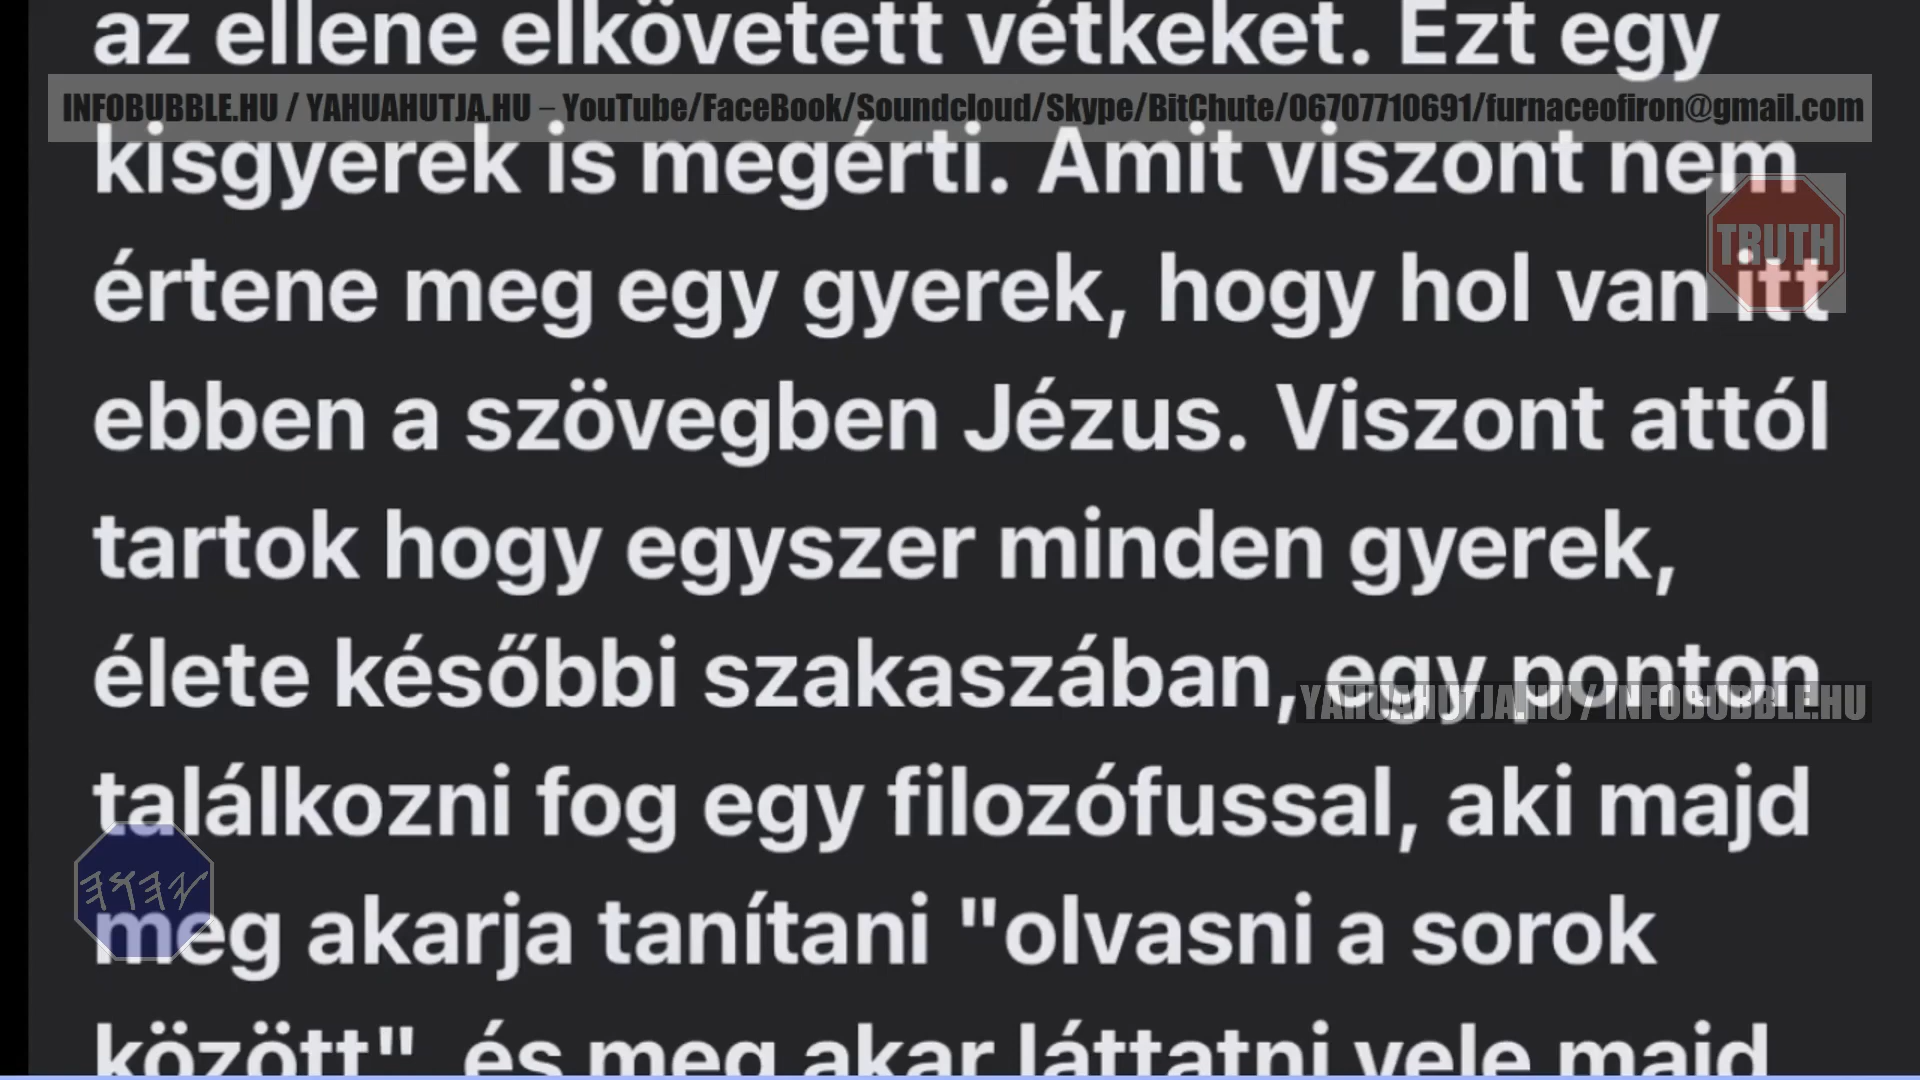 az ellene elkövetett vétkeket. Ezt egy
INFOBUBBLE.HU / YAHUAHUTJA.HU – YouTube/FaceBook/Soundcloud/Skype/BitChute/06707710691/furnaceofiron@gmail.com
kisgyerek is megérti. Amit viszont nem
TRUTH
értene meg egy gyerek, hogy hol van itt
ebben a szövegben Jézus. Viszont attól
tartok hogy egyszer minden gyerek,
élete későbbi szakaszában, egy ponton
YAHUAHUTJA.HU / INFOBUBBLE.HU
találkozni fog egy filozófussal, aki majd
meg akarja tanítani "olvasni a sorok
között" és meg akar láttatni vele majd